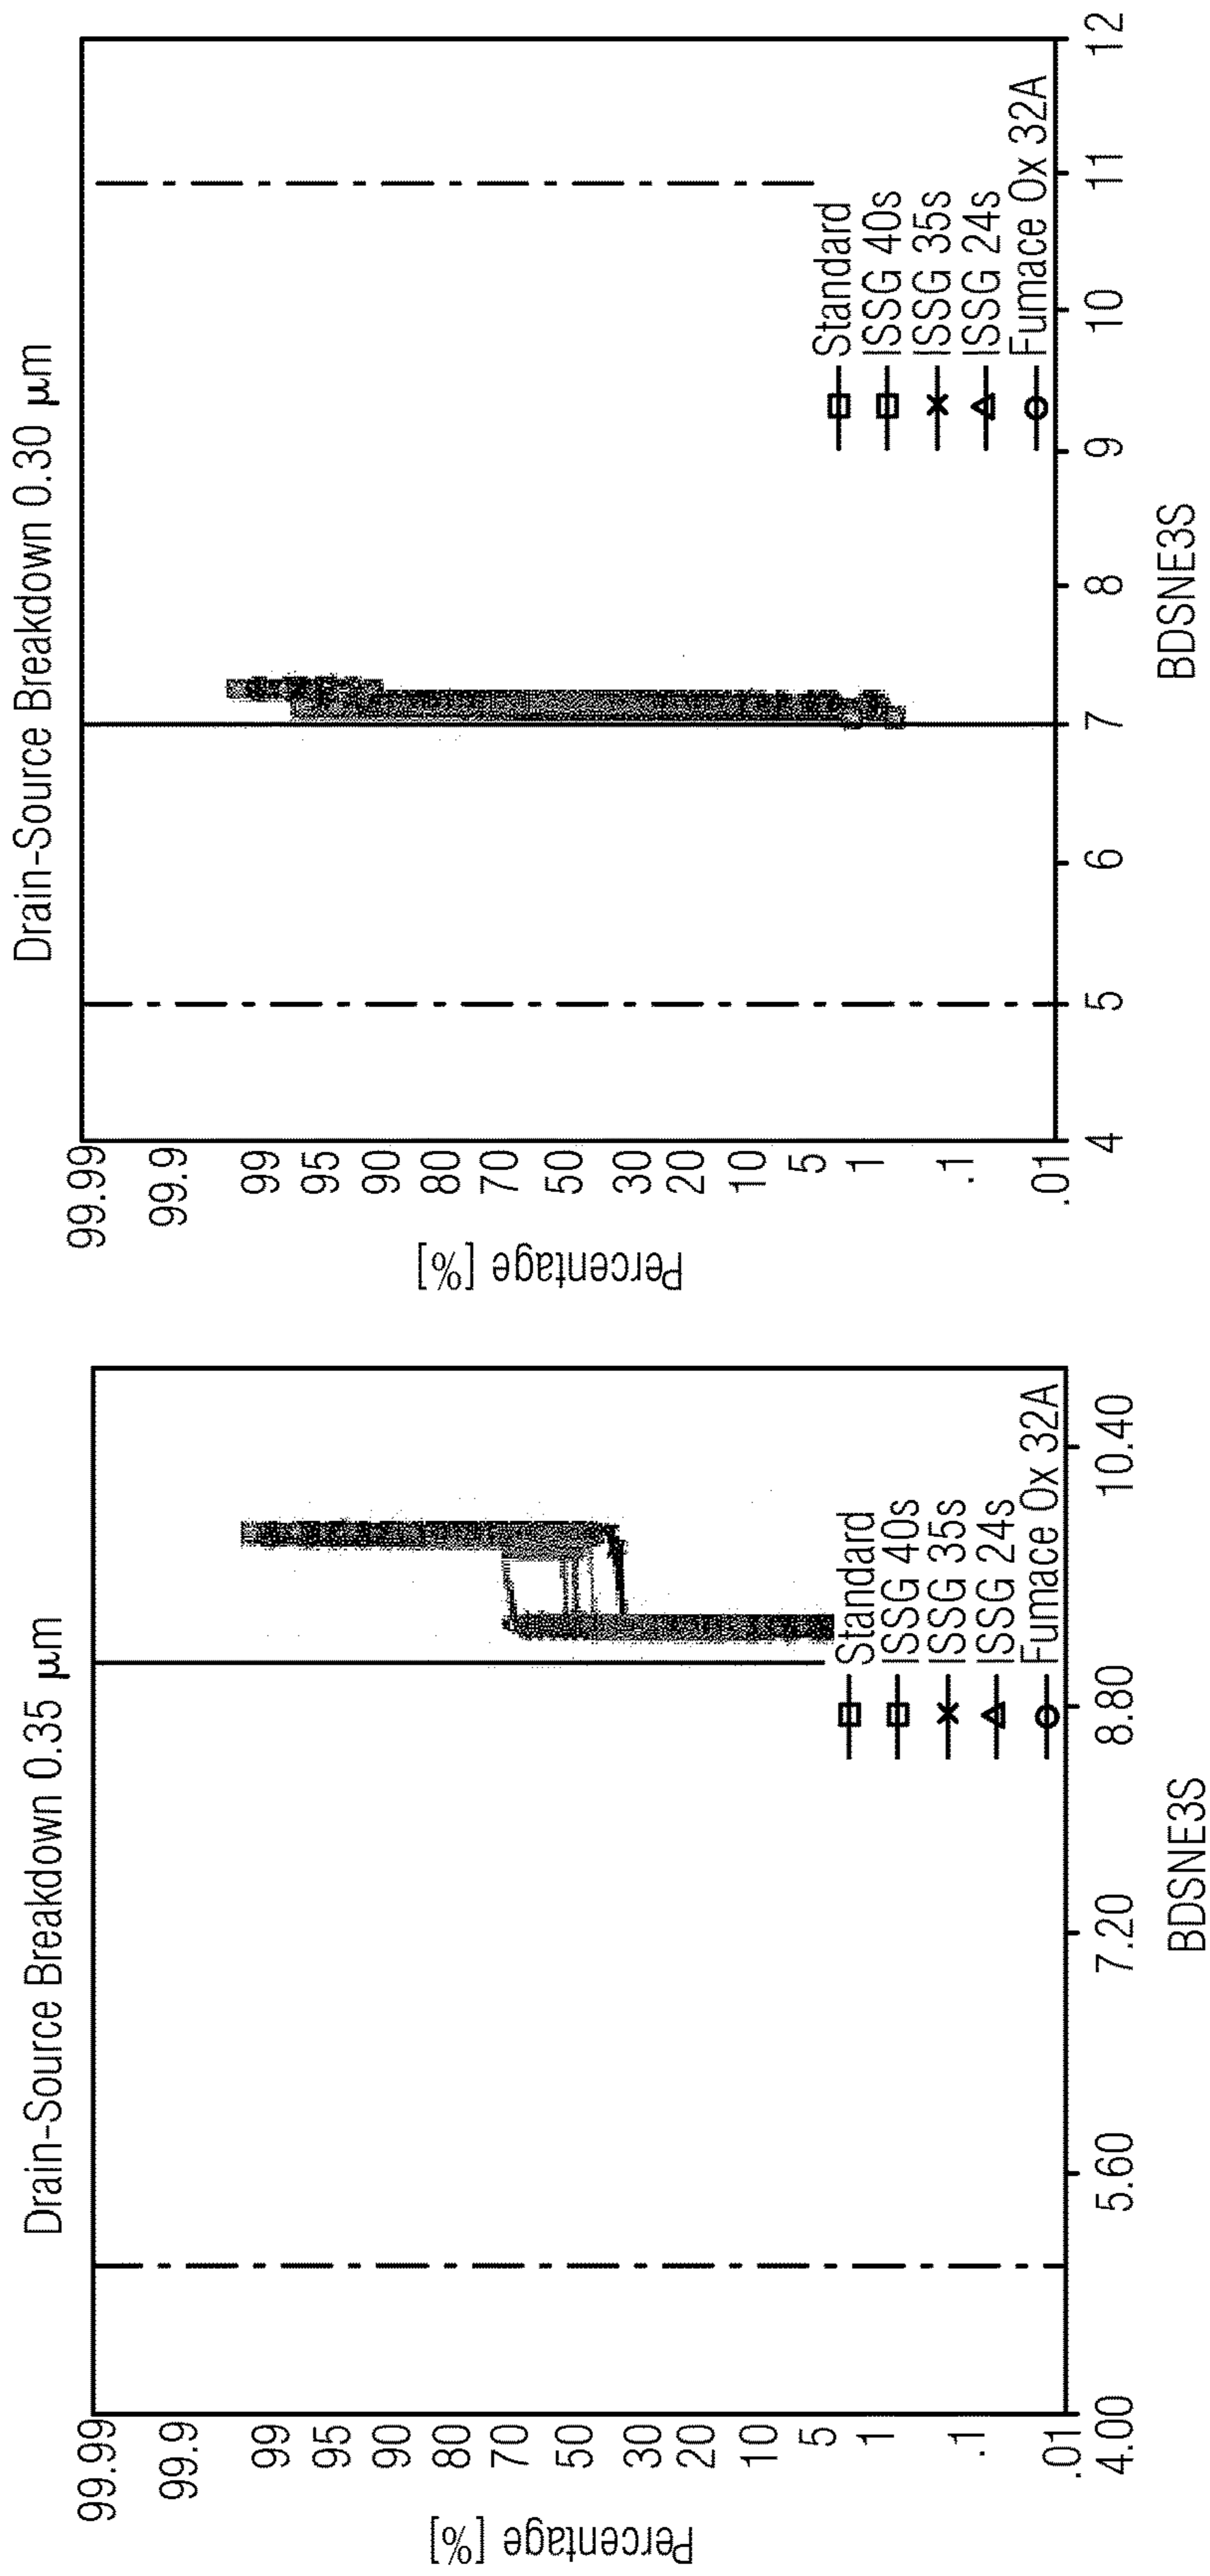 Drain-Source Breakdown 0.35 μm
Percentage [%]
99.99
99.9
99
95
90
80
70
50
30
20
10
5
1
.1
.01
Standard
ISSG 40s
ISSG 35s
ISSG 24s
Fumace Ox 32A
4.00
5.60
7.20
8.80
10.40
BDSNE3S
Drain-Source Breakdown 0.30 μm
Percentage [%]
99.99
99.9
99
95
90
80
70
50
30
20
10
5
1
.1
.01
Standard
ISSG 40s
ISSG 35s
ISSG 24s
Fumace Ox 32A
4
5
6
7
8
9
10
11
12
BDSNE3S